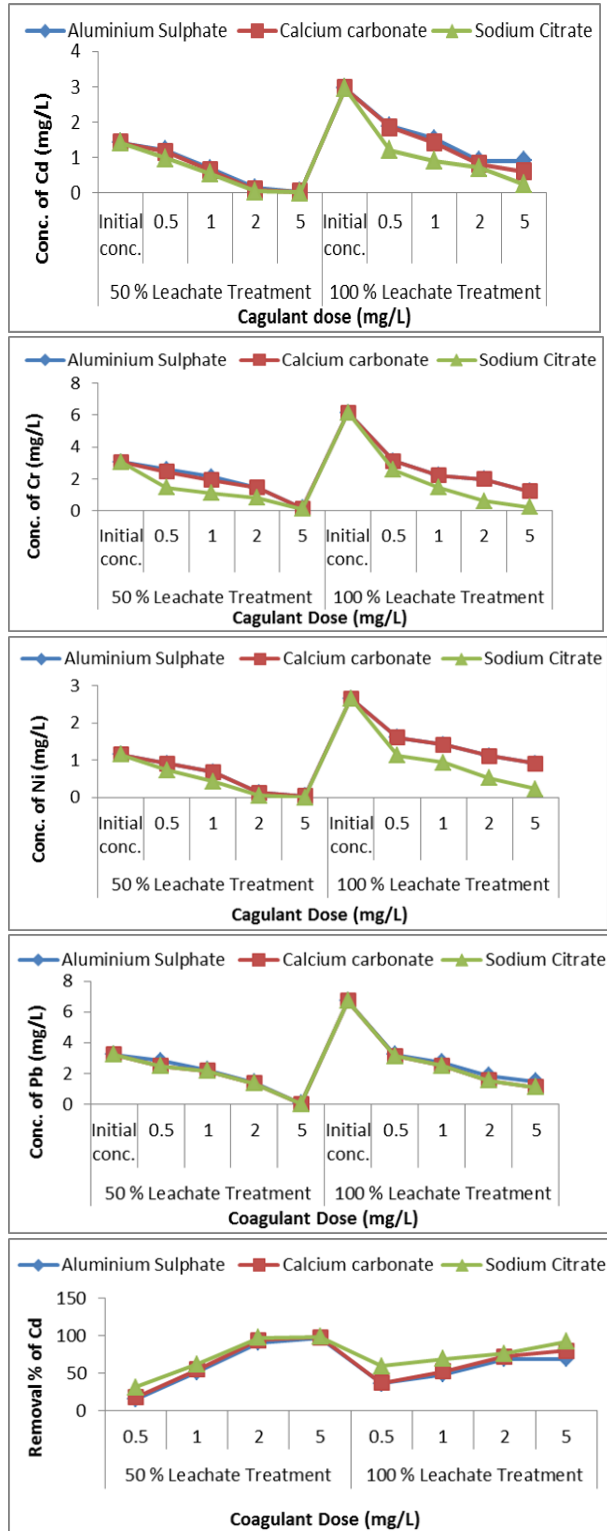 Aluminium Sulphate Calcium carbonate Sodium Citrate
Conc. of Cd (mg/L)
4
3
2
1
0
Initial conc. 0.5 1 2 5 Initial conc. 0.5 1 2 5
50 % Leachate Treatment 100 % Leachate Treatment
Cagulant dose (mg/L)
Aluminium Sulphate Calcium carbonate Sodium Citrate
Conc. of Cr (mg/L)
8
6
4
2
0
Initial conc. 0.5 1 2 5 Initial conc. 0.5 1 2 5
50 % Leachate Treatment 100 % Leachate Treatment
Cagulant Dose (mg/L)
Aluminium Sulphate Calcium carbonate Sodium Citrate
Conc. of Ni (mg/L)
3
2
1
0
Initial conc. 0.5 1 2 5 Initial conc. 0.5 1 2 5
50 % Leachate Treatment 100 % Leachate Treatment
Cagulant Dose (mg/L)
Aluminium Sulphate Calcium carbonate Sodium Citrate
Conc. of Pb (mg/L)
8
6
4
2
0
Initial conc. 0.5 1 2 5 Initial conc. 0.5 1 2 5
50 % Leachate Treatment 100 % Leachate Treatment
Coagulant Dose (mg/L)
Aluminium Sulphate Calcium carbonate Sodium Citrate
Removal % of Cd
150
100
50
0
0.5 1 2 5 0.5 1 2 5
50 % Leachate Treatment 100 % Leachate Treatment
Coagulant Dose (mg/L)